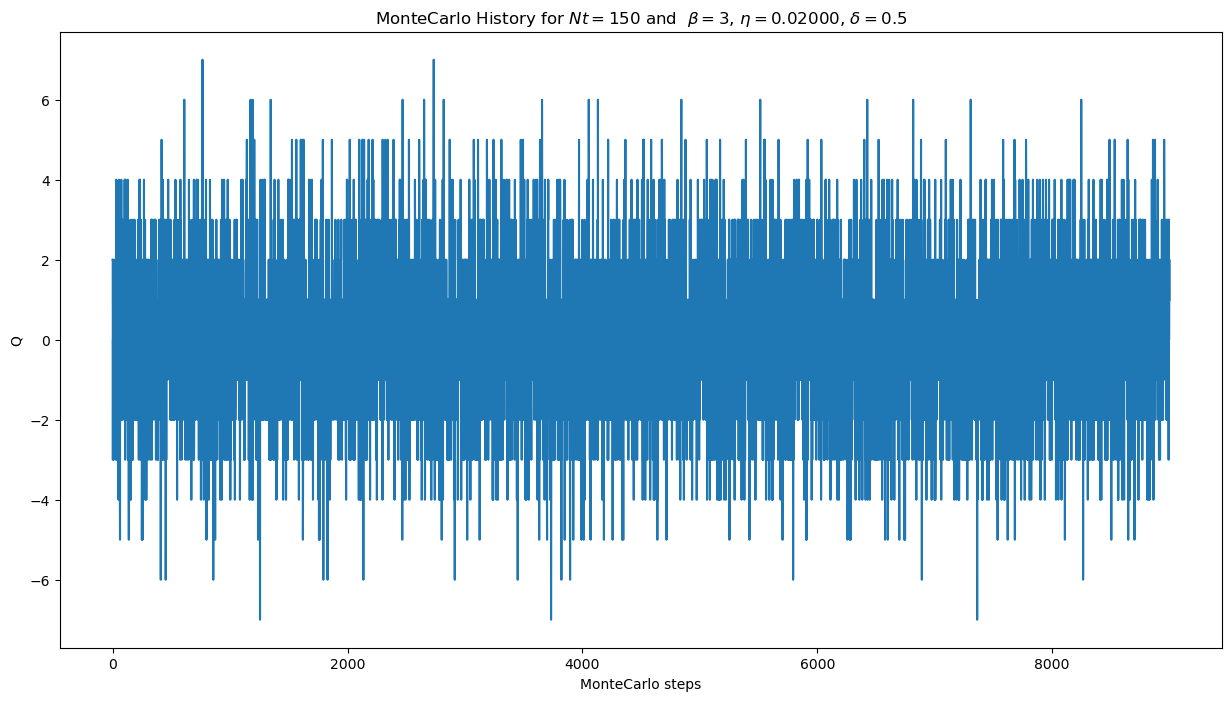 MonteCarlo History for $Nt = 150$ and $\beta = 3$, $\eta = 0.02000$, $\delta = 0.5$
6
4
2
0
−2
−4
−6
Q
0 2000 4000 6000 8000
MonteCarlo steps